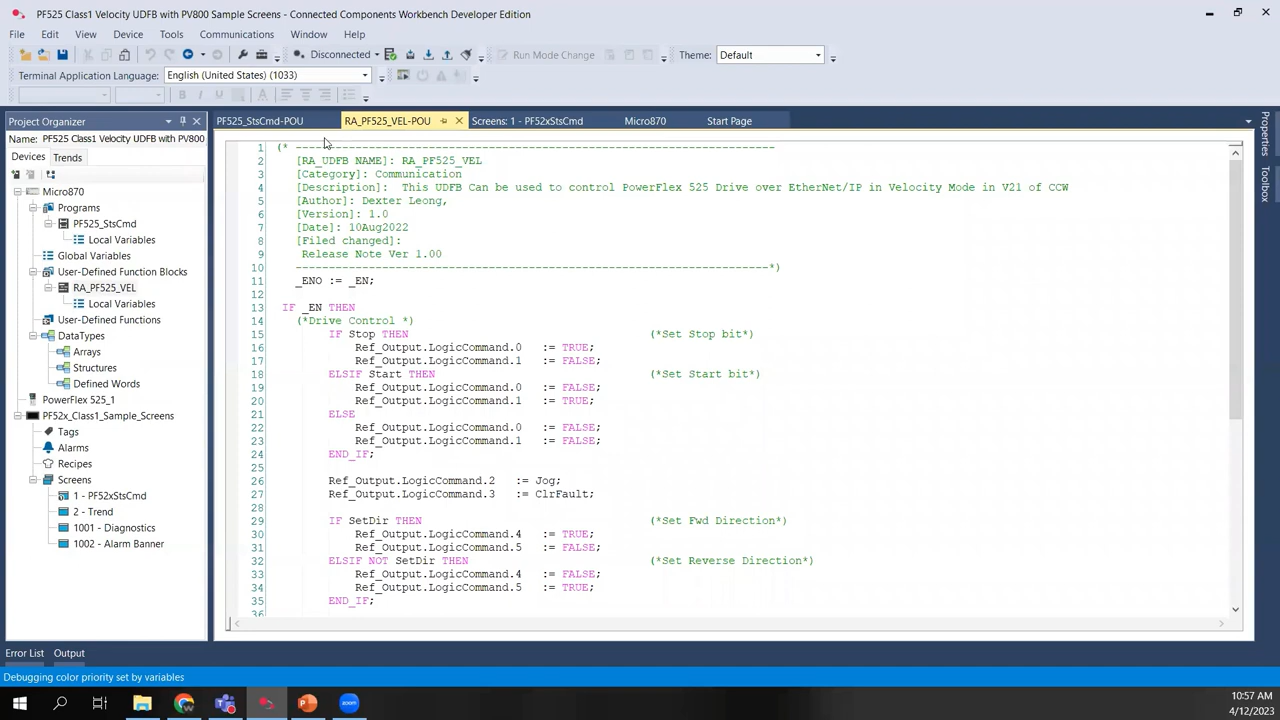 PF525 Class1 Velocity UDFB with PV800 Sample Screens - Connected Components Workbench Developer Edition
File Edit View Device Tools Communications Window Help
Disconnected Run Mode Change Theme: Default
Terminal Application Language: English (United States) (1033)
Project Organizer
Name: PF525 Class1 Velocity UDFB with PV800
Devices Trends
Micro870
Programs
PF525_StsCmd
Local Variables
Global Variables
User-Defined Function Blocks
RA_PF525_VEL
Local Variables
User-Defined Functions
DataTypes
Arrays
Structures
Defined Words
PowerFlex 525_1
PF52x_Class1_Sample_Screens
Tags
Alarms
Recipes
Screens
1 - PF52xStsCmd
2 - Trend
1001 - Diagnostics
1002 - Alarm Banner
PF525_StsCmd-POU RA_PF525_VEL-POU Screens: 1 - PF52xStsCmd Micro870 Start Page
1 (* ------------------------------------------------------------------------
2 [RA_UDFB NAME]: RA_PF525_VEL
3 [Category]: Communication
4 [Description]: This UDFB Can be used to control PowerFlex 525 Drive over EtherNet/IP in Velocity Mode in V21 of CCW
5 [Author]: Dexter Leong,
6 [Version]: 1.0
7 [Date]: 10Aug2022
8 [Filed changed]:
9 Release Note Ver 1.00
10 ------------------------------------------------------------------------*)
11 _ENO := _EN;
12
13 IF _EN THEN
14 (*Drive Control *)
15 IF Stop THEN (*Set Stop bit*)
16 Ref_Output.LogicCommand.0 := TRUE;
17 Ref_Output.LogicCommand.1 := FALSE;
18 ELSIF Start THEN (*Set Start bit*)
19 Ref_Output.LogicCommand.0 := FALSE;
20 Ref_Output.LogicCommand.1 := TRUE;
21 ELSE
22 Ref_Output.LogicCommand.0 := FALSE;
23 Ref_Output.LogicCommand.1 := FALSE;
24 END_IF;
25
26 Ref_Output.LogicCommand.2 := Jog;
27 Ref_Output.LogicCommand.3 := ClrFault;
28
29 IF SetDir THEN (*Set Fwd Direction*)
30 Ref_Output.LogicCommand.4 := TRUE;
31 Ref_Output.LogicCommand.5 := FALSE;
32 ELSIF NOT SetDir THEN (*Set Reverse Direction*)
33 Ref_Output.LogicCommand.4 := FALSE;
34 Ref_Output.LogicCommand.5 := TRUE;
35 END_IF;
Properties
Toolbox
Error List Output
Debugging color priority set by variables
zoom
10:57 AM
4/12/2023